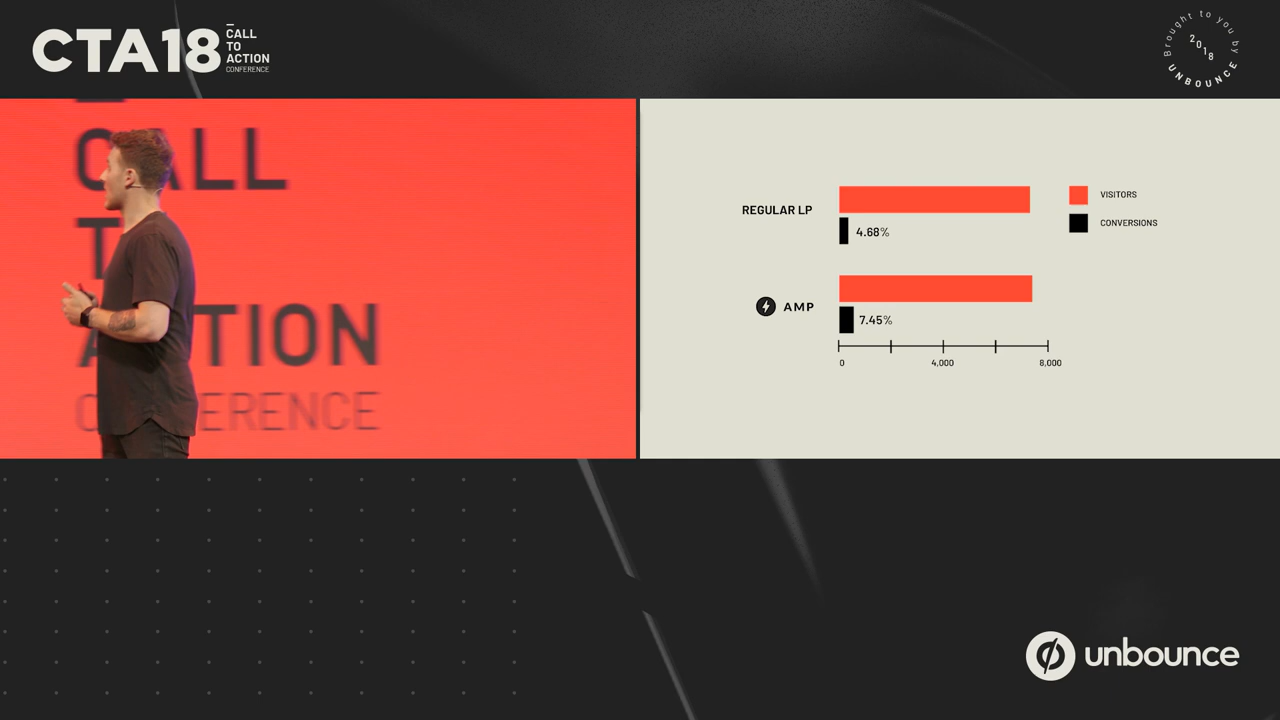 CTA18
CALL
TO
ACTION
CONFERENCE
Brought to you by
UNBOUNCE
2018
CALL
T
ACTION
C ERENCE
REGULAR LP
4.68%
VISITORS
CONVERSIONS
AMP
7.45%
0
4,000
8,000
unbounce